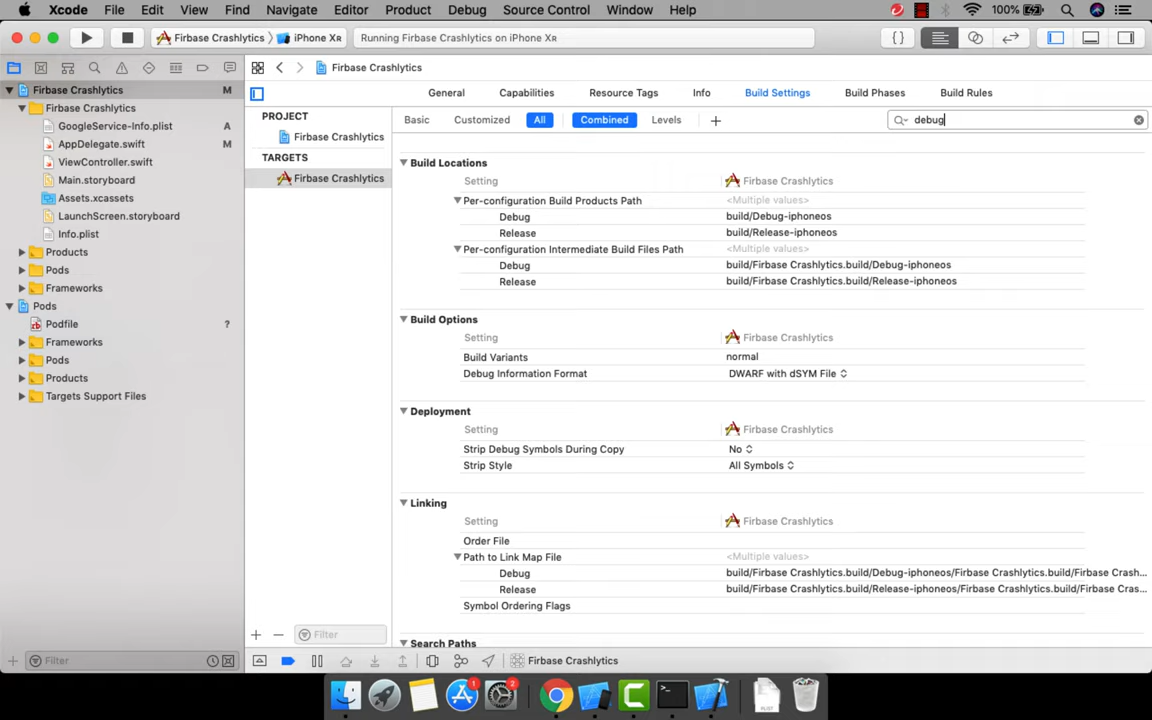 Xcode File Edit View Find Navigate Editor Product Debug Source Control Window Help 100%
Firbase Crashlytics iPhone XR Running Firbase Crashlytics on iPhone XR { }
Firbase Crashlytics M Firbase Crashlytics
Firbase Crashlytics
GoogleService-Info.plist A
AppDelegate.swift M
ViewController.swift
Main.storyboard
Assets.xcassets
LaunchScreen.storyboard
Info.plist
Products
Pods
Frameworks
Pods
Podfile ?
Frameworks
Pods
Products
Targets Support Files
Filter
General Capabilities Resource Tags Info Build Settings Build Phases Build Rules
PROJECT
Firbase Crashlytics
TARGETS
Firbase Crashlytics
Filter
Basic Customized All Combined Levels + debug
Build Locations
Setting Firbase Crashlytics
Per-configuration Build Products Path <Multiple values>
Debug build/Debug-iphoneos
Release build/Release-iphoneos
Per-configuration Intermediate Build Files Path <Multiple values>
Debug build/Firbase Crashlytics.build/Debug-iphoneos
Release build/Firbase Crashlytics.build/Release-iphoneos
Build Options
Setting Firbase Crashlytics
Build Variants normal
Debug Information Format DWARF with dSYM File
Deployment
Setting Firbase Crashlytics
Strip Debug Symbols During Copy No
Strip Style All Symbols
Linking
Setting Firbase Crashlytics
Order File
Path to Link Map File <Multiple values>
Debug build/Firbase Crashlytics.build/Debug-iphoneos/Firbase Crashlytics.build/Firbase Crash...
Release build/Firbase Crashlytics.build/Release-iphoneos/Firbase Crashlytics.build/Firbase Cras...
Symbol Ordering Flags
Search Paths
Firbase Crashlytics
1 2